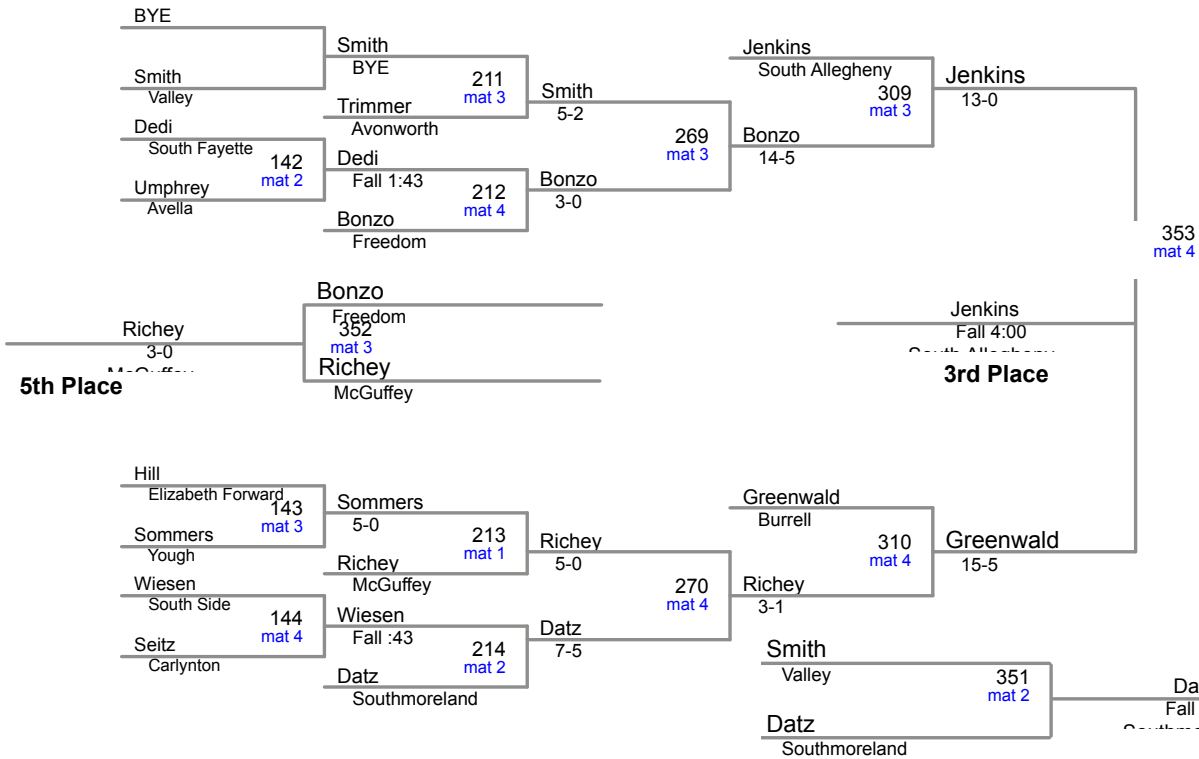 BYE
Smith
BYE
Smith
Valley
211
mat 3
Smith
5-2
Trimmer
Avonworth
Dedi
South Fayette
142
mat 2
Umphrey
Avella
Dedi
Fall 1:43
212
mat 4
Bonzo
Freedom
Bonzo
3-0
269
mat 3
Jenkins
South Allegheny
309
mat 3
Bonzo
14-5
Jenkins
13-0
353
mat 4
Bonzo
Freedom
352
mat 3
Richey
McGuffey
Richey
3-0
5th Place
Jenkins
Fall 4:00
3rd Place
Hill
Elizabeth Forward
143
mat 3
Sommers
Yough
Sommers
5-0
213
mat 1
Richey
McGuffey
Richey
5-0
Wiesen
South Side
144
mat 4
Seitz
Carlynton
Wiesen
Fall :43
214
mat 2
Datz
Southmoreland
Datz
7-5
270
mat 4
Greenwald
Burrell
310
mat 4
Richey
3-1
Greenwald
15-5
Smith
Valley
351
mat 2
Datz
Southmoreland
Da
Fall